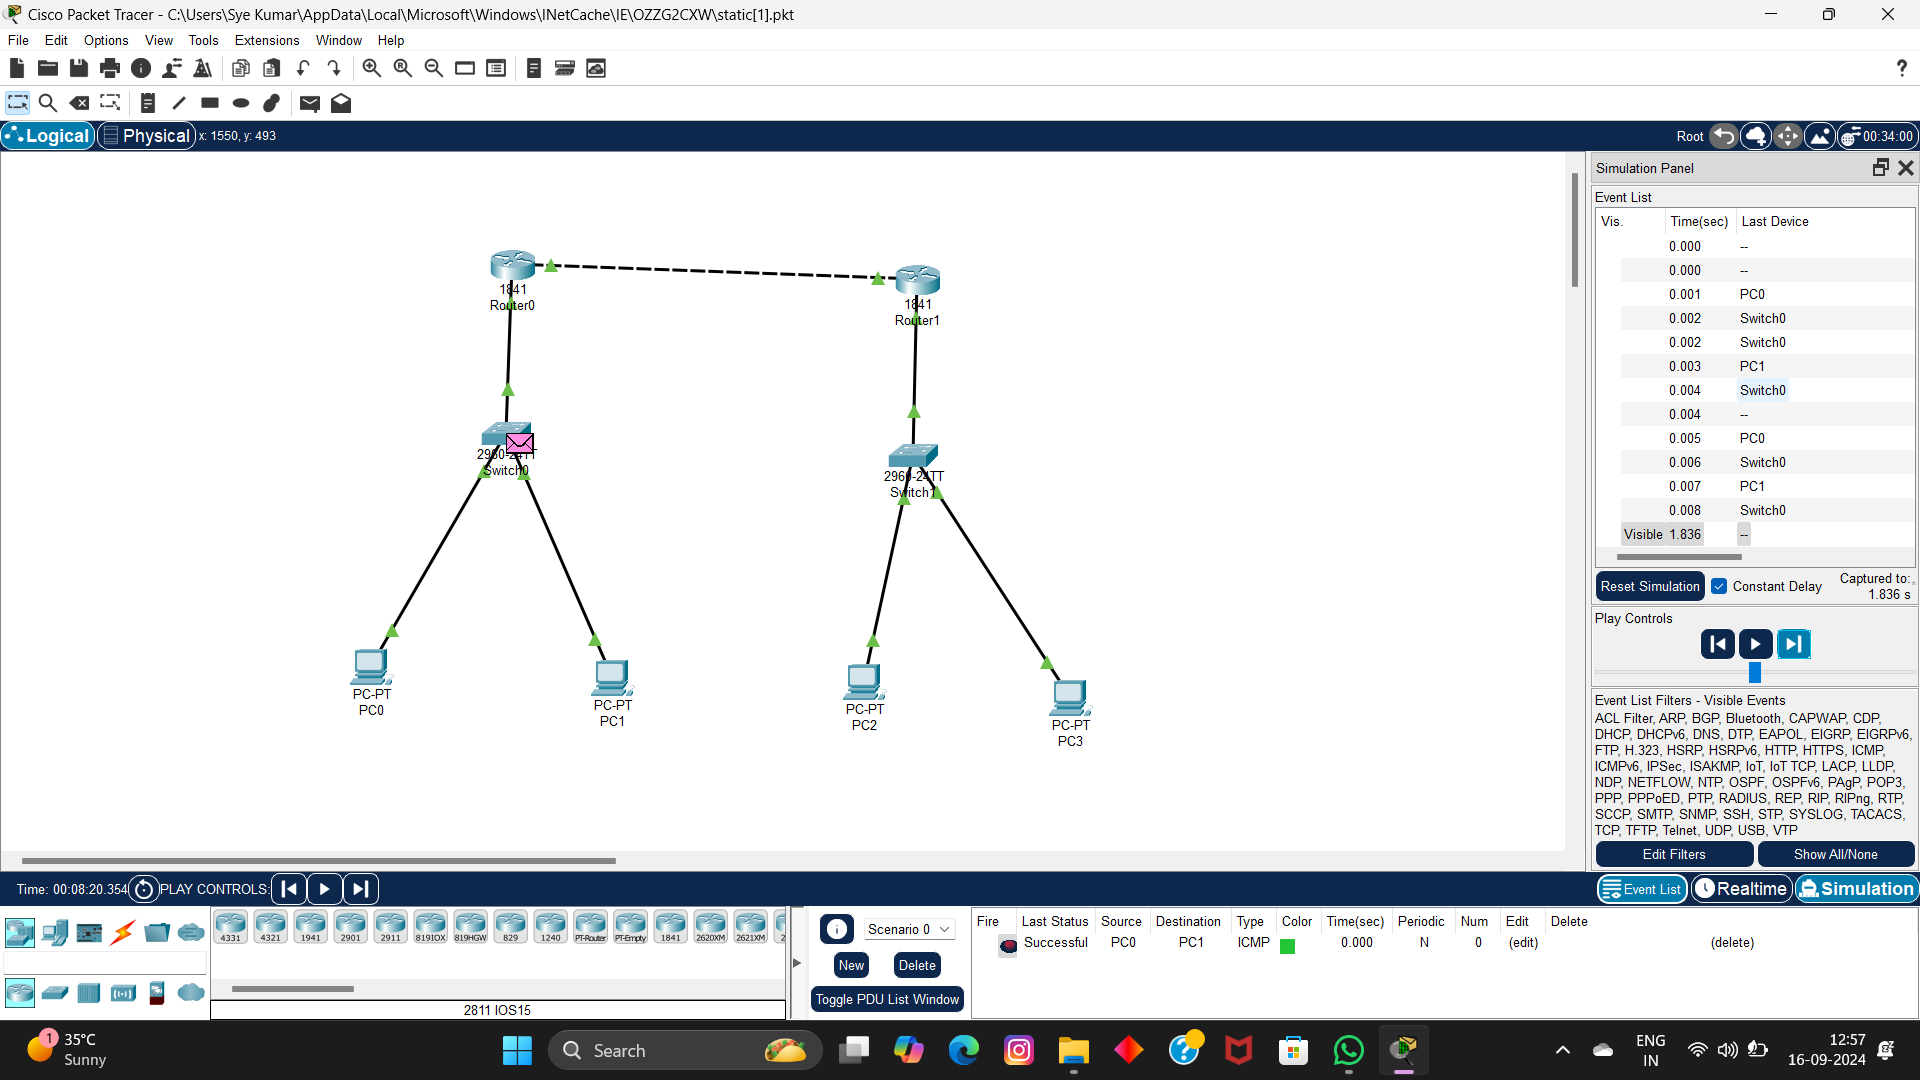 Cisco Packet Tracer - C:\Users\Sye Kumar\AppData\Local\Microsoft\Windows\INetCache\IE\OZZG2CXW\static[1].pkt
File Edit Options View Tools Extensions Window Help
?
Logical Physical x: 1550, y: 493
Root 00:34:00
Simulation Panel
Event List
Vis. Time(sec) Last Device
0.000 --
0.000 --
0.001 PC0
0.002 Switch0
0.002 Switch0
0.003 PC1
0.004 Switch0
0.004 --
0.005 PC0
0.006 Switch0
0.007 PC1
0.008 Switch0
Visible 1.836 --
Reset Simulation Constant Delay Captured to:
1.836 s
Play Controls
Event List Filters - Visible Events
ACL Filter, ARP, BGP, Bluetooth, CAPWAP, CDP,
DHCP, DHCPv6, DNS, DTP, EAPOL, EIGRP, EIGRPv6,
FTP, H.323, HSRP, HSRPv6, HTTP, HTTPS, ICMP,
ICMPv6, IPSec, ISAKMP, IoT, IoT TCP, LACP, LLDP,
NDP, NETFLOW, NTP, OSPF, OSPFv6, PAgP, POP3,
PPP, PPPoED, PTP, RADIUS, REP, RIP, RIPng, RTP,
SCCP, SMTP, SNMP, SSH, STP, SYSLOG, TACACS,
TCP, TFTP, Telnet, UDP, USB, VTP
Edit Filters Show All/None
1841
Router0
1841
Router1
2960-24TT
Switch0
2960-24TT
Switch1
PC-PT
PC0
PC-PT
PC1
PC-PT
PC2
PC-PT
PC3
Time: 00:08:20.354 PLAY CONTROLS:
Event List Realtime Simulation
4331 4321 1941 2901 2911 819IOX 819HGW 829 1240 PT-Router PT-Empty 1841 2620XM 2621XM 2
2811 IOS15
Scenario 0
New Delete
Toggle PDU List Window
Fire Last Status Source Destination Type Color Time(sec) Periodic Num Edit Delete
Successful PC0 PC1 ICMP 0.000 N 0 (edit) (delete)
1
35°C
Sunny
Search
ENG
IN
12:57
16-09-2024